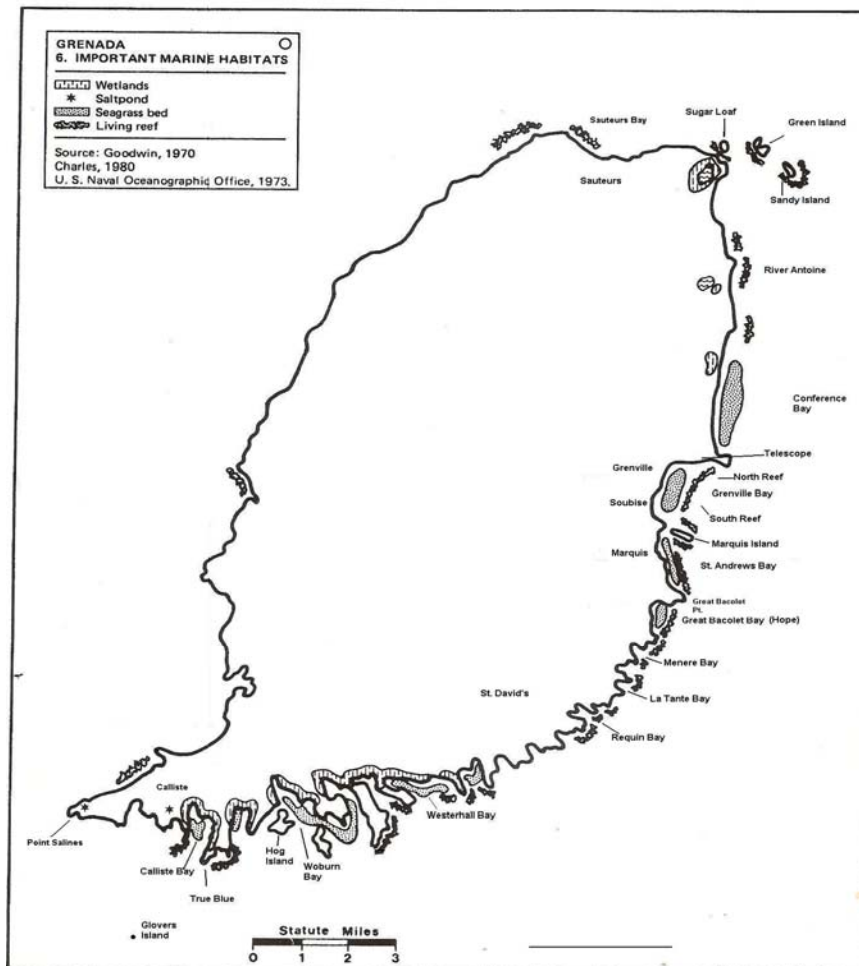 GRENADA
6. IMPORTANT MARINE HABITATS
Wetlands
Saltpond
Seagrass bed
Living reef
Source: Goodwin, 1970
Charles, 1980
U. S. Naval Oceanographic Office, 1973.
Sauteurs Bay
Sugar Loaf
Green Island
Sauteurs
Sandy Island
River Antoine
Conference
Bay
Telescope
Grenville
North Reef
Grenville Bay
Soubise
South Reef
Marquis Island
Marquis
St. Andrews Bay
Great Bacolet
Pt.
Great Bacolet Bay (Hope)
Menere Bay
St. David's
La Tante Bay
Requin Bay
Calliste
Point Salines
Westerhall Bay
Calliste Bay
Hog
Island
Woburn
Bay
True Blue
Glovers
Island
Statute Miles
0 1 2 3